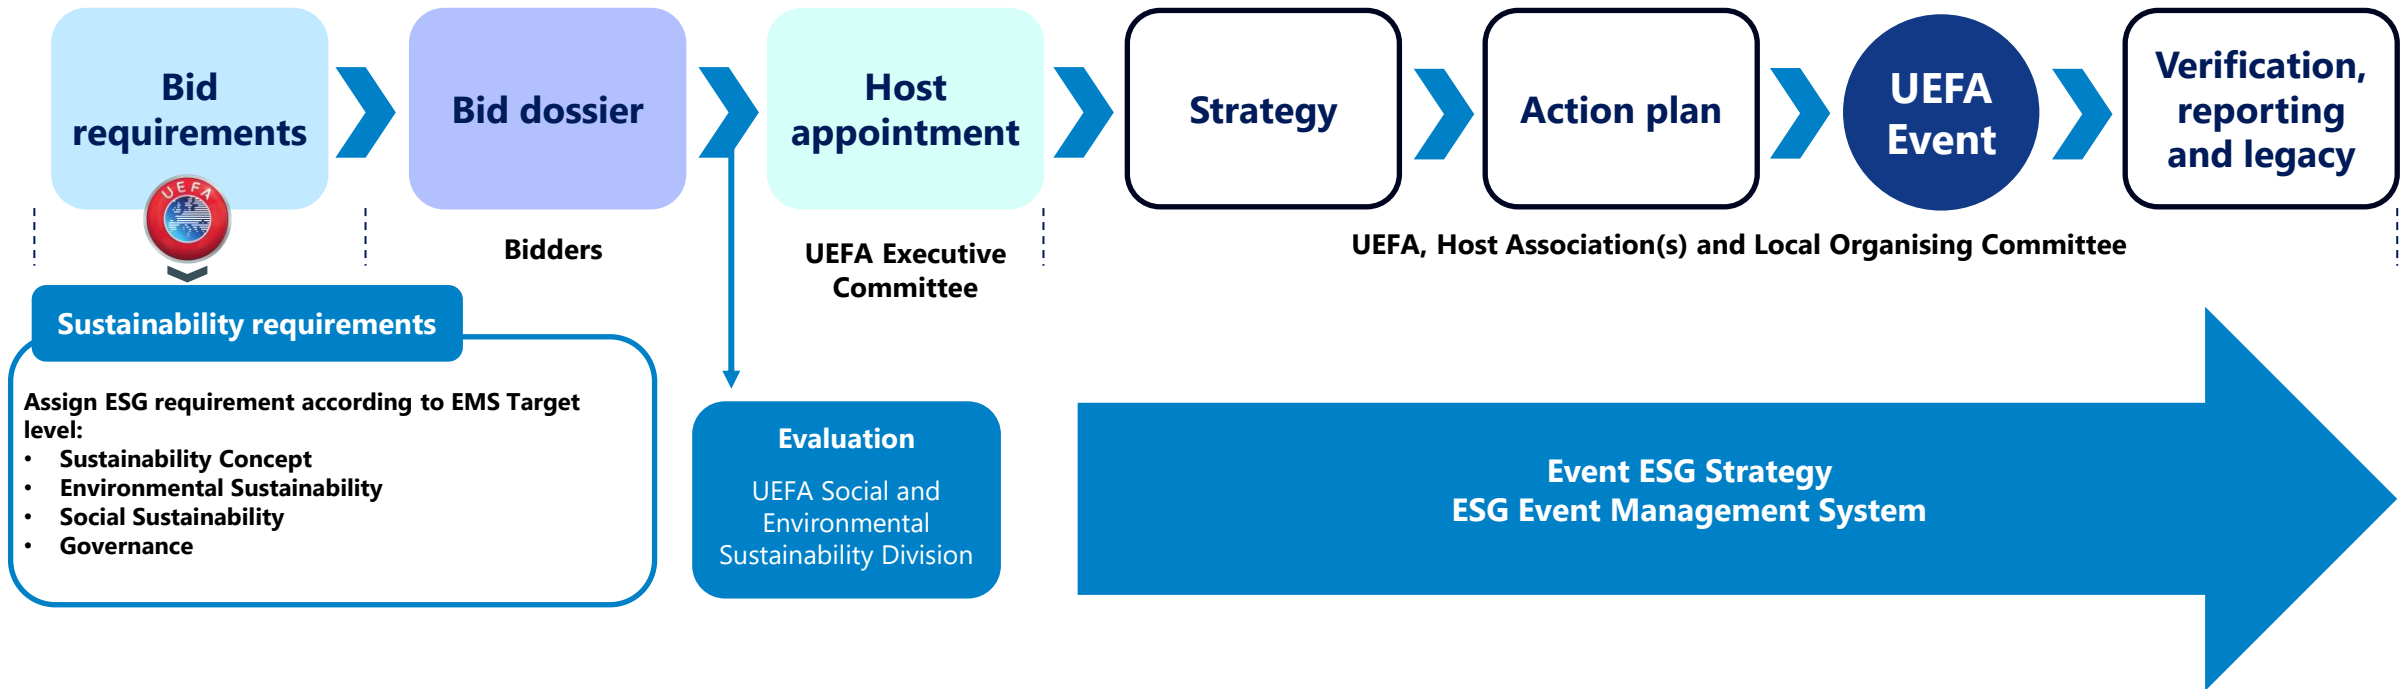 Bid
requirements
Bid dossier
Host
appointment
Strategy
Action plan
UEFA
Event
Verification,
reporting
and legacy
UEFA
Bidders
UEFA Executive
Committee
UEFA, Host Association(s) and Local Organising Committee
Sustainability requirements
Assign ESG requirement according to EMS Target
level:
• Sustainability Concept
• Environmental Sustainability
• Social Sustainability
• Governance
Evaluation
UEFA Social and
Environmental
Sustainability Division
Event ESG Strategy
ESG Event Management System